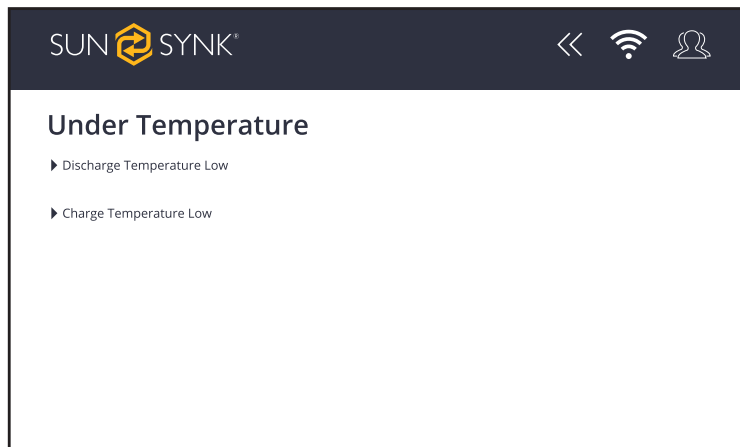 SUN SYNK®
Under Temperature
Discharge Temperature Low
Charge Temperature Low